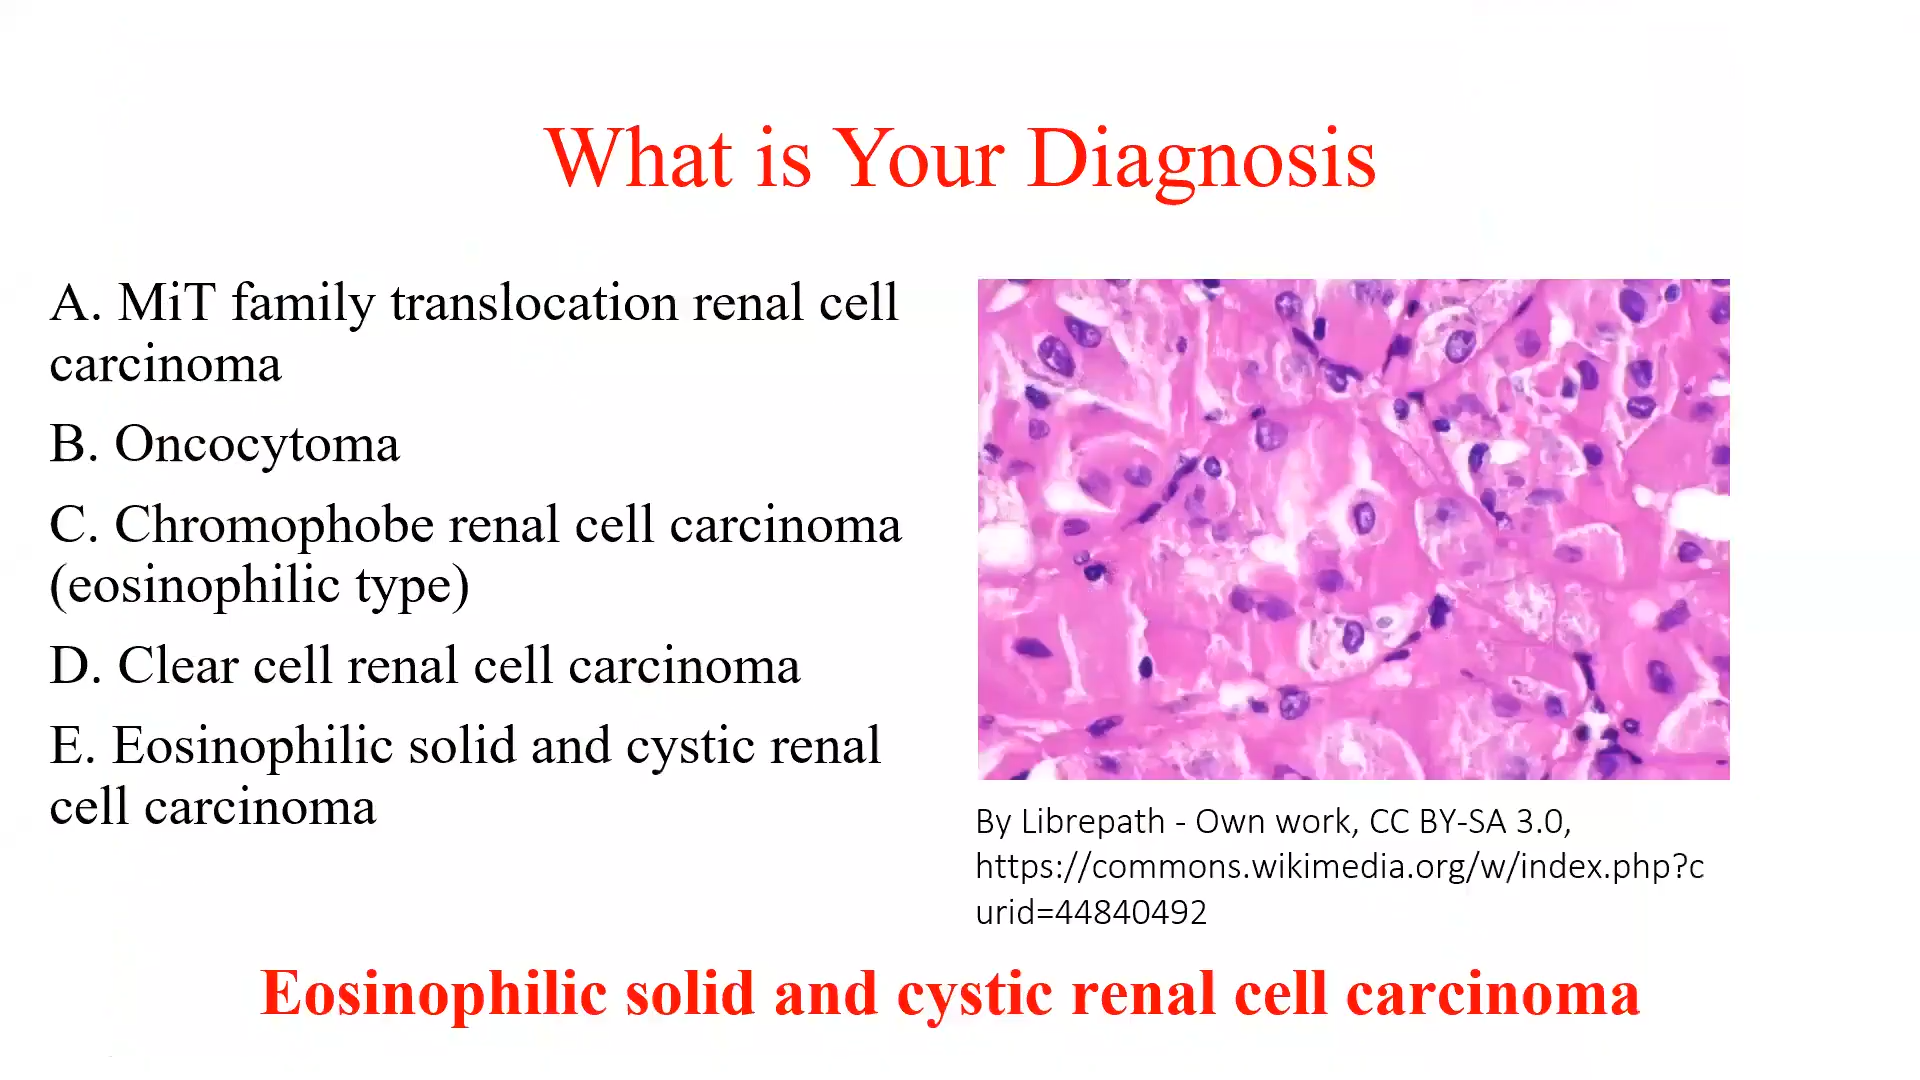 What is Your Diagnosis
A. MiT family translocation renal cell
carcinoma
B. Oncocytoma
C. Chromophobe renal cell carcinoma
(eosinophilic type)
D. Clear cell renal cell carcinoma
E. Eosinophilic solid and cystic renal
cell carcinoma
By Librepath - Own work, CC BY-SA 3.0,
https://commons.wikimedia.org/w/index.php?c
urid=44840492
Eosinophilic solid and cystic renal cell carcinoma